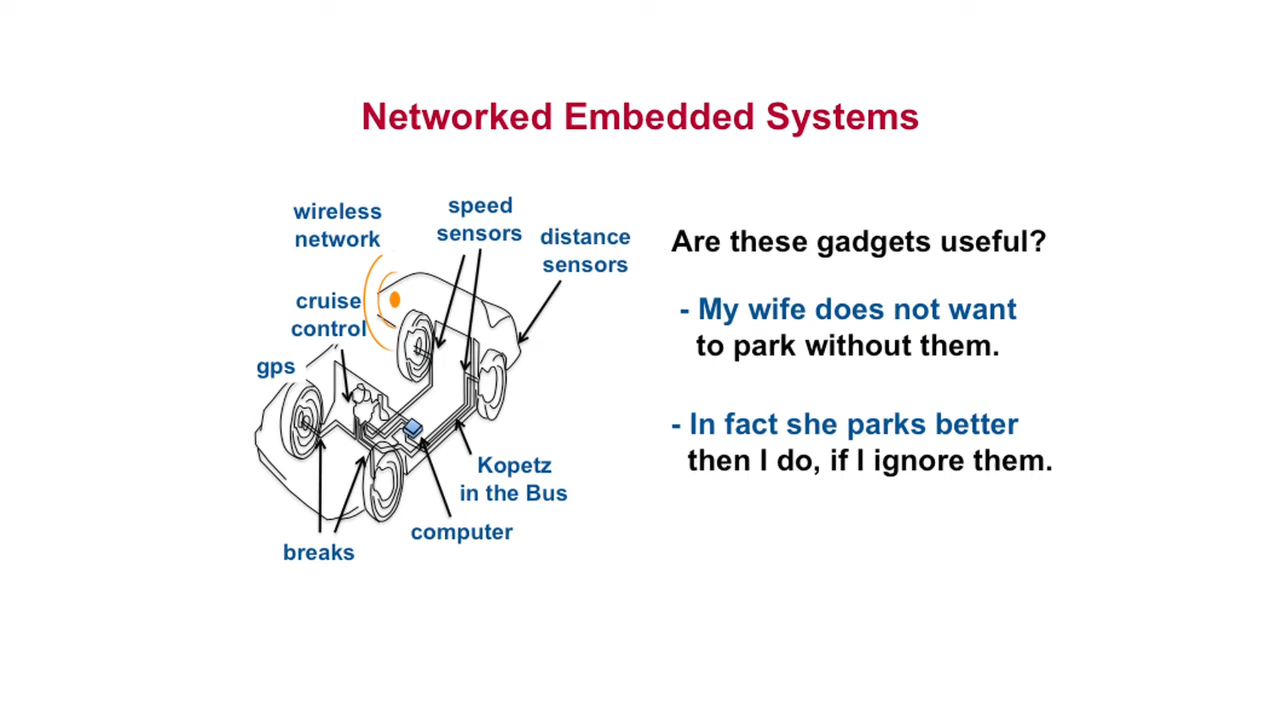 Networked Embedded Systems
wireless
network
speed
sensors
distance
sensors
cruise
control
gps
Kopetz
in the Bus
computer
breaks
Are these gadgets useful?
- My wife does not want
to park without them.
- In fact she parks better
then I do, if I ignore them.